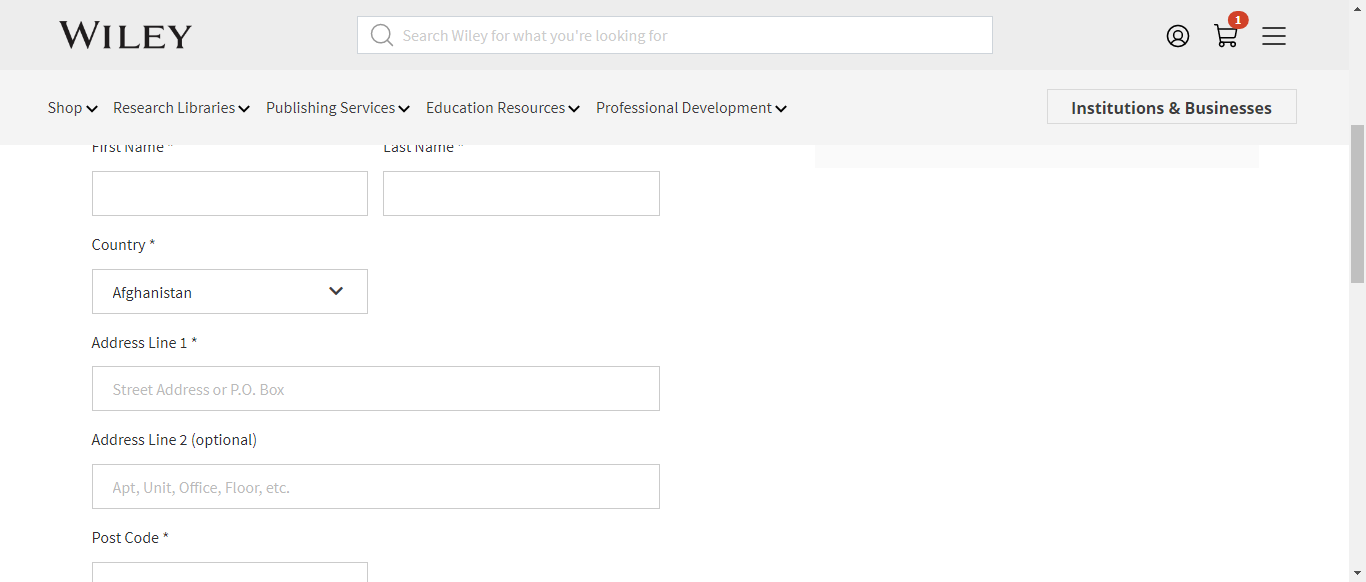 WILEY
Search Wiley for what you're looking for
1
Shop
Research Libraries
Publishing Services
Education Resources
Professional Development
Institutions & Businesses
First Name *
Last Name *
Country *
Afghanistan
Address Line 1 *
Street Address or P.O. Box
Address Line 2 (optional)
Apt, Unit, Office, Floor, etc.
Post Code *